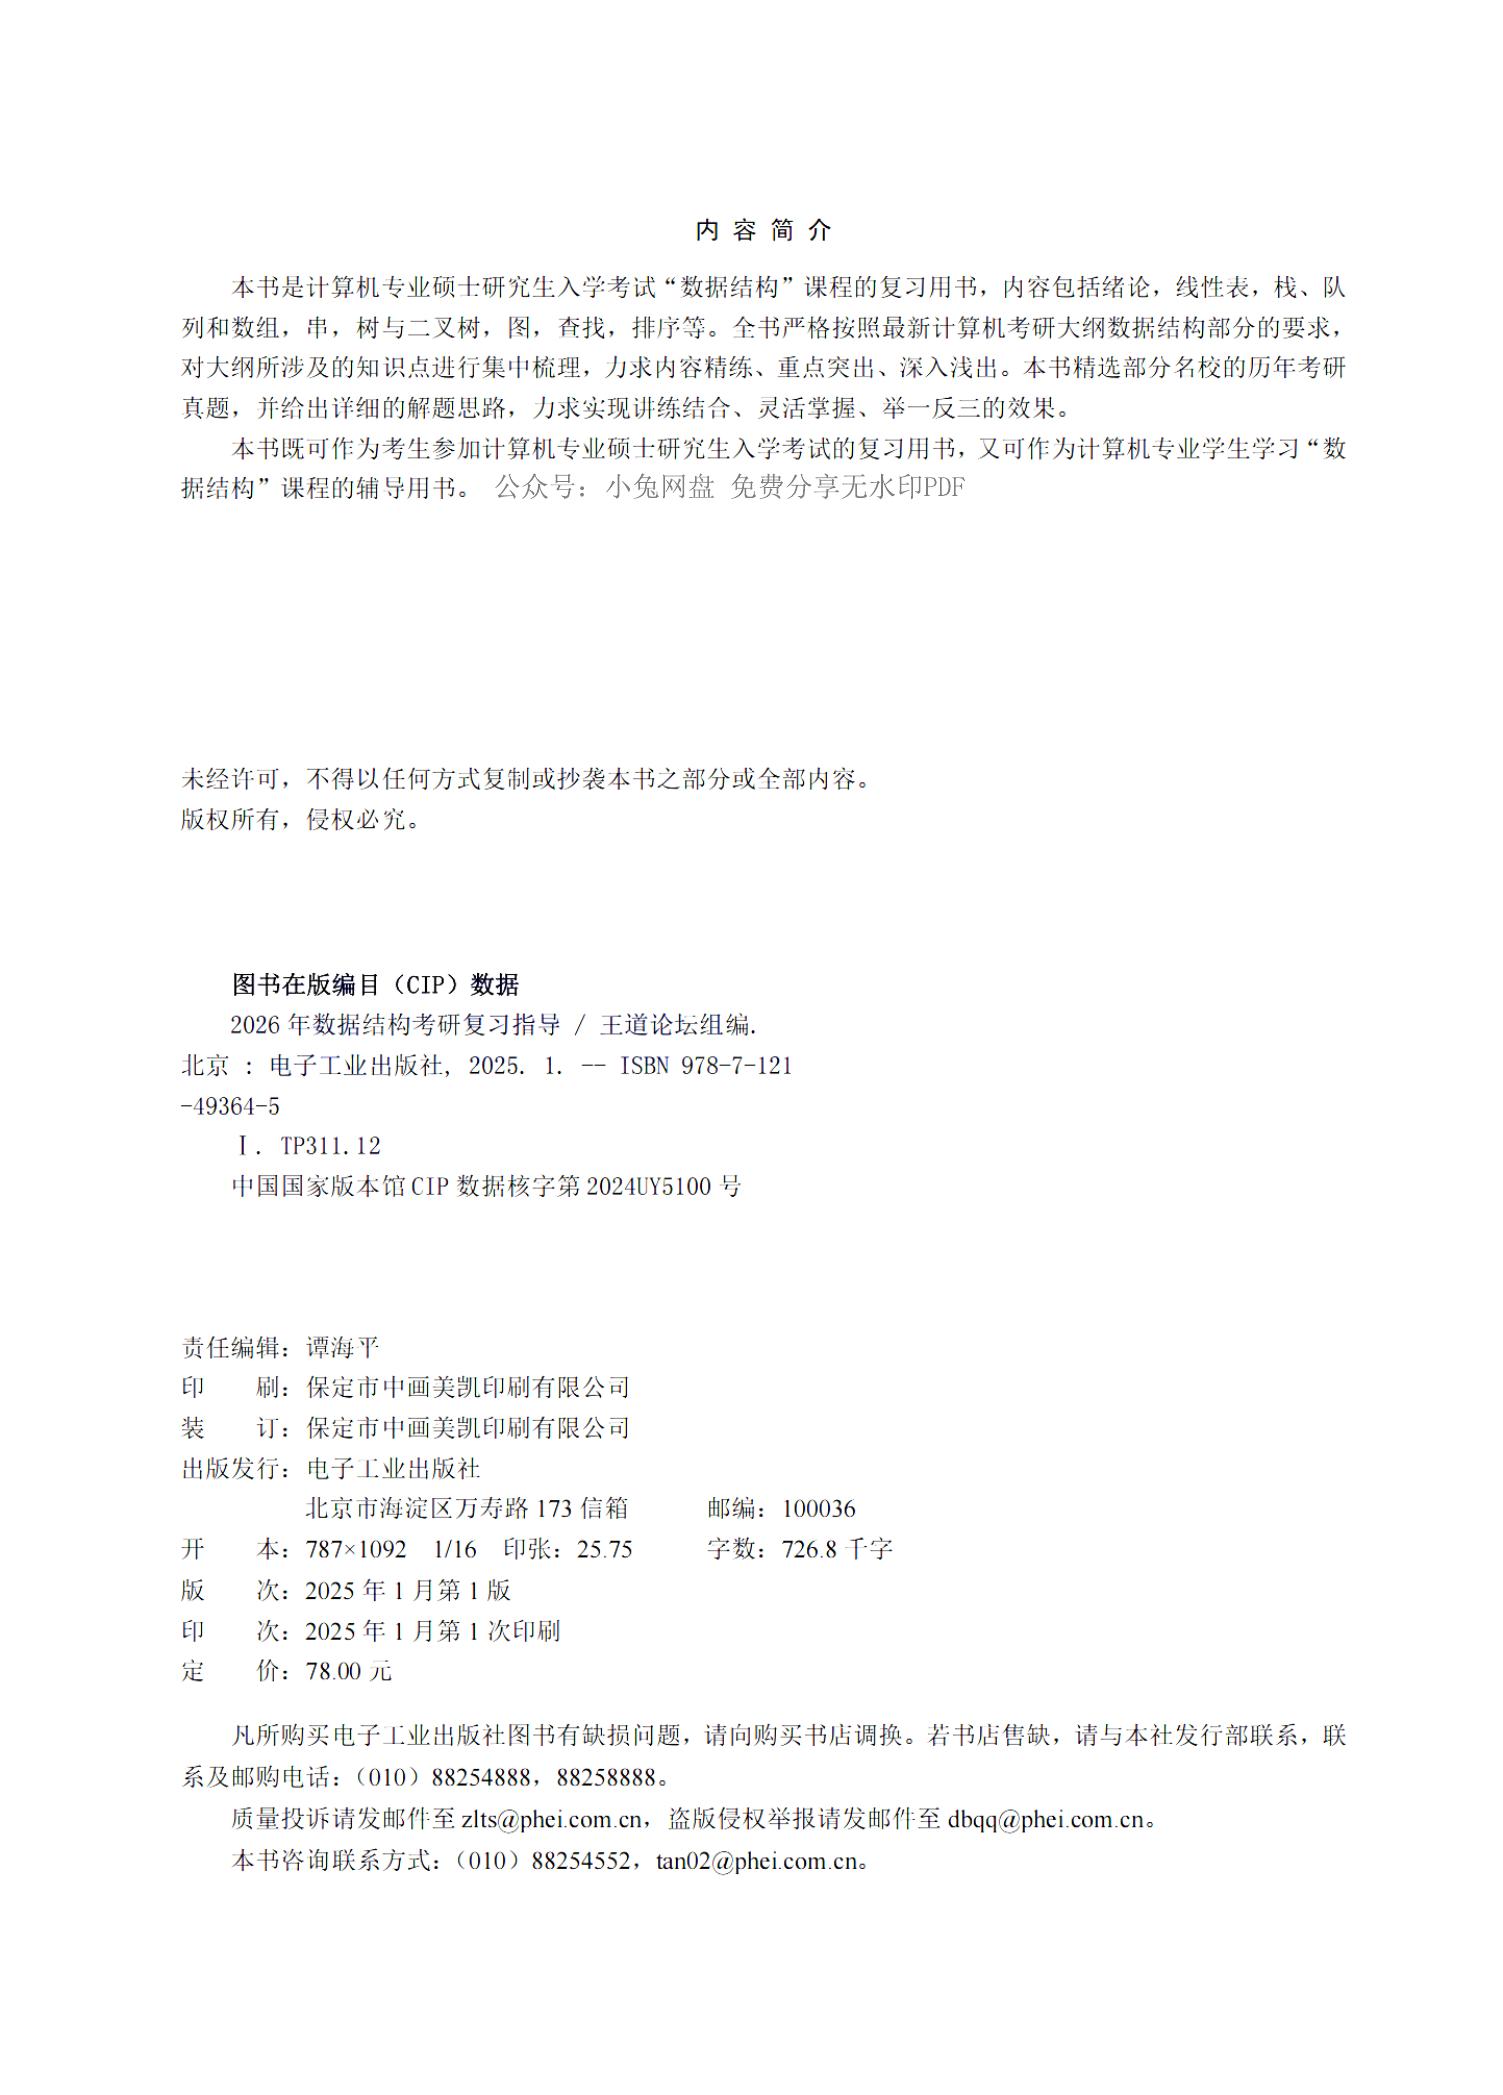 内 容 简 介
本书是计算机专业硕士研究生入学考试“数据结构”课程的复习用书，内容包括绪论，线性表，栈、队
列和数组，串，树与二叉树，图，查找，排序等。全书严格按照最新计算机考研大纲数据结构部分的要求，
对大纲所涉及的知识点进行集中梳理，力求内容精练、重点突出、深入浅出。本书精选部分名校的历年考研
真题，并给出详细的解题思路，力求实现讲练结合、灵活掌握、举一反三的效果。
本书既可作为考生参加计算机专业硕士研究生入学考试的复习用书，又可作为计算机专业学生学习“数
据结构”课程的辅导用书。 公众号：小兔网盘 免费分享无水印PDF
未经许可，不得以任何方式复制或抄袭本书之部分或全部内容。
版权所有，侵权必究。
图书在版编目（CIP）数据
2026 年数据结构考研复习指导 / 王道论坛组编.
北京 : 电子工业出版社, 2025. 1. -- ISBN 978-7-121
-49364-5
Ⅰ. TP311.12
中国国家版本馆 CIP 数据核字第 2024UY5100 号
责任编辑：谭海平
印　　刷：保定市中画美凯印刷有限公司
装　　订：保定市中画美凯印刷有限公司
出版发行：电子工业出版社
北京市海淀区万寿路 173 信箱　　邮编：100036
开　　本：787×1092　1/16　印张：25.75　　字数：726.8 千字
版　　次：2025 年 1 月第 1 版
印　　次：2025 年 1 月第 1 次印刷
定　　价：78.00 元
凡所购买电子工业出版社图书有缺损问题，请向购买书店调换。若书店售缺，请与本社发行部联系，联
系及邮购电话：（010）88254888，88258888。
质量投诉请发邮件至 zlts@phei.com.cn，盗版侵权举报请发邮件至 dbqq@phei.com.cn。
本书咨询联系方式：（010）88254552，tan02@phei.com.cn。